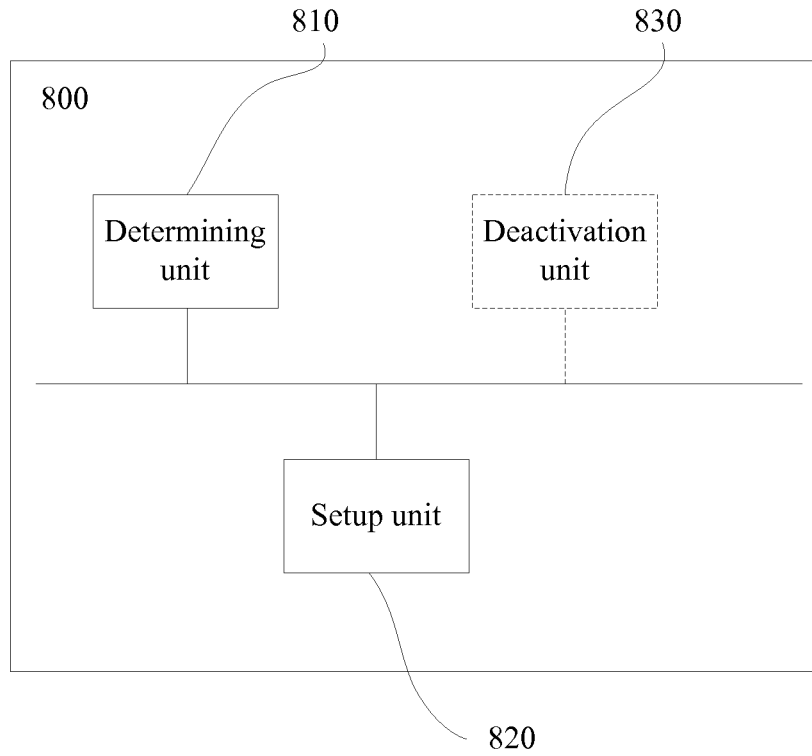 810
830
800
Determining
unit
Deactivation
unit
Setup unit
820